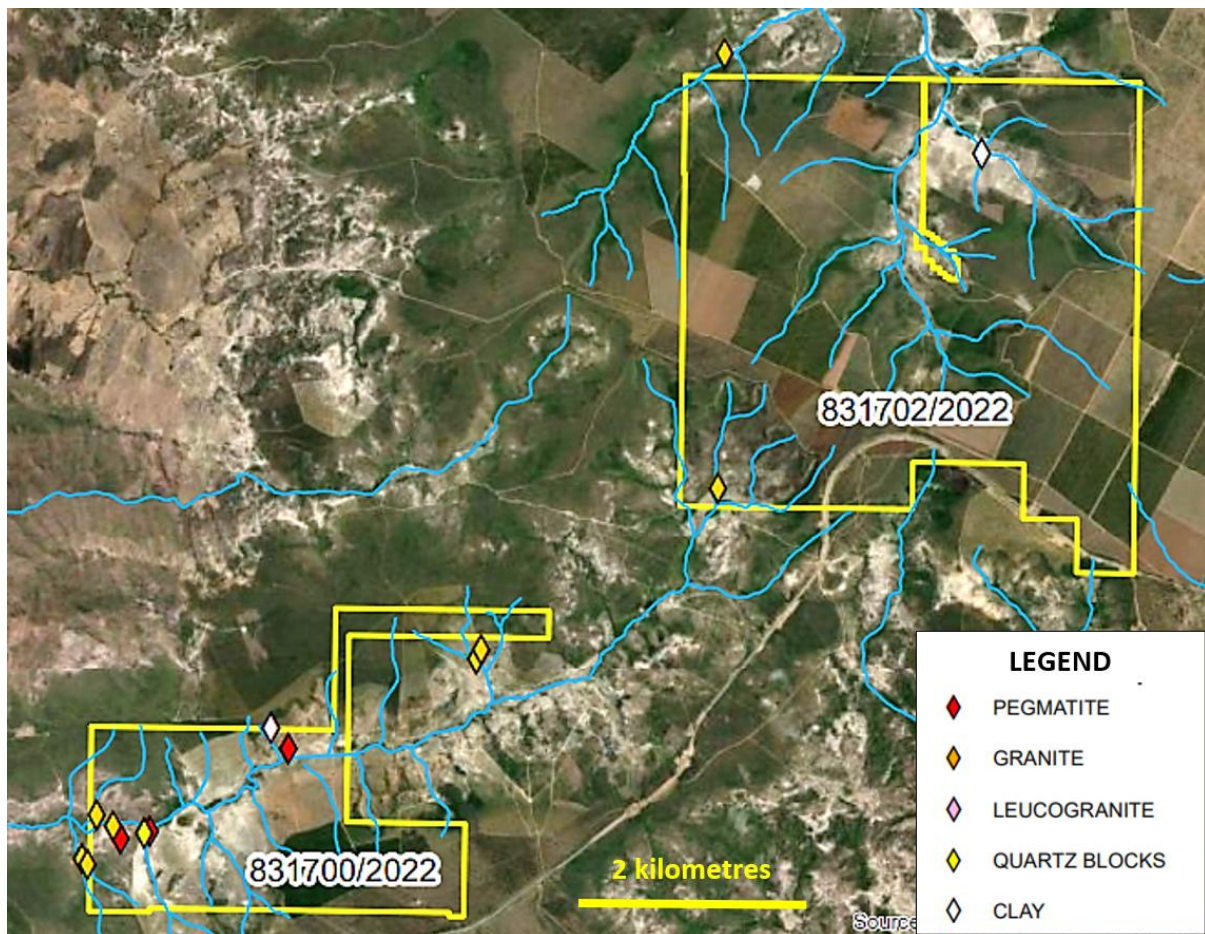 831702/2022
831700/2022
2 kilometres
Source
LEGEND
PEGMATITE
GRANITE
LEUCOGRANITE
QUARTZ BLOCKS
CLAY